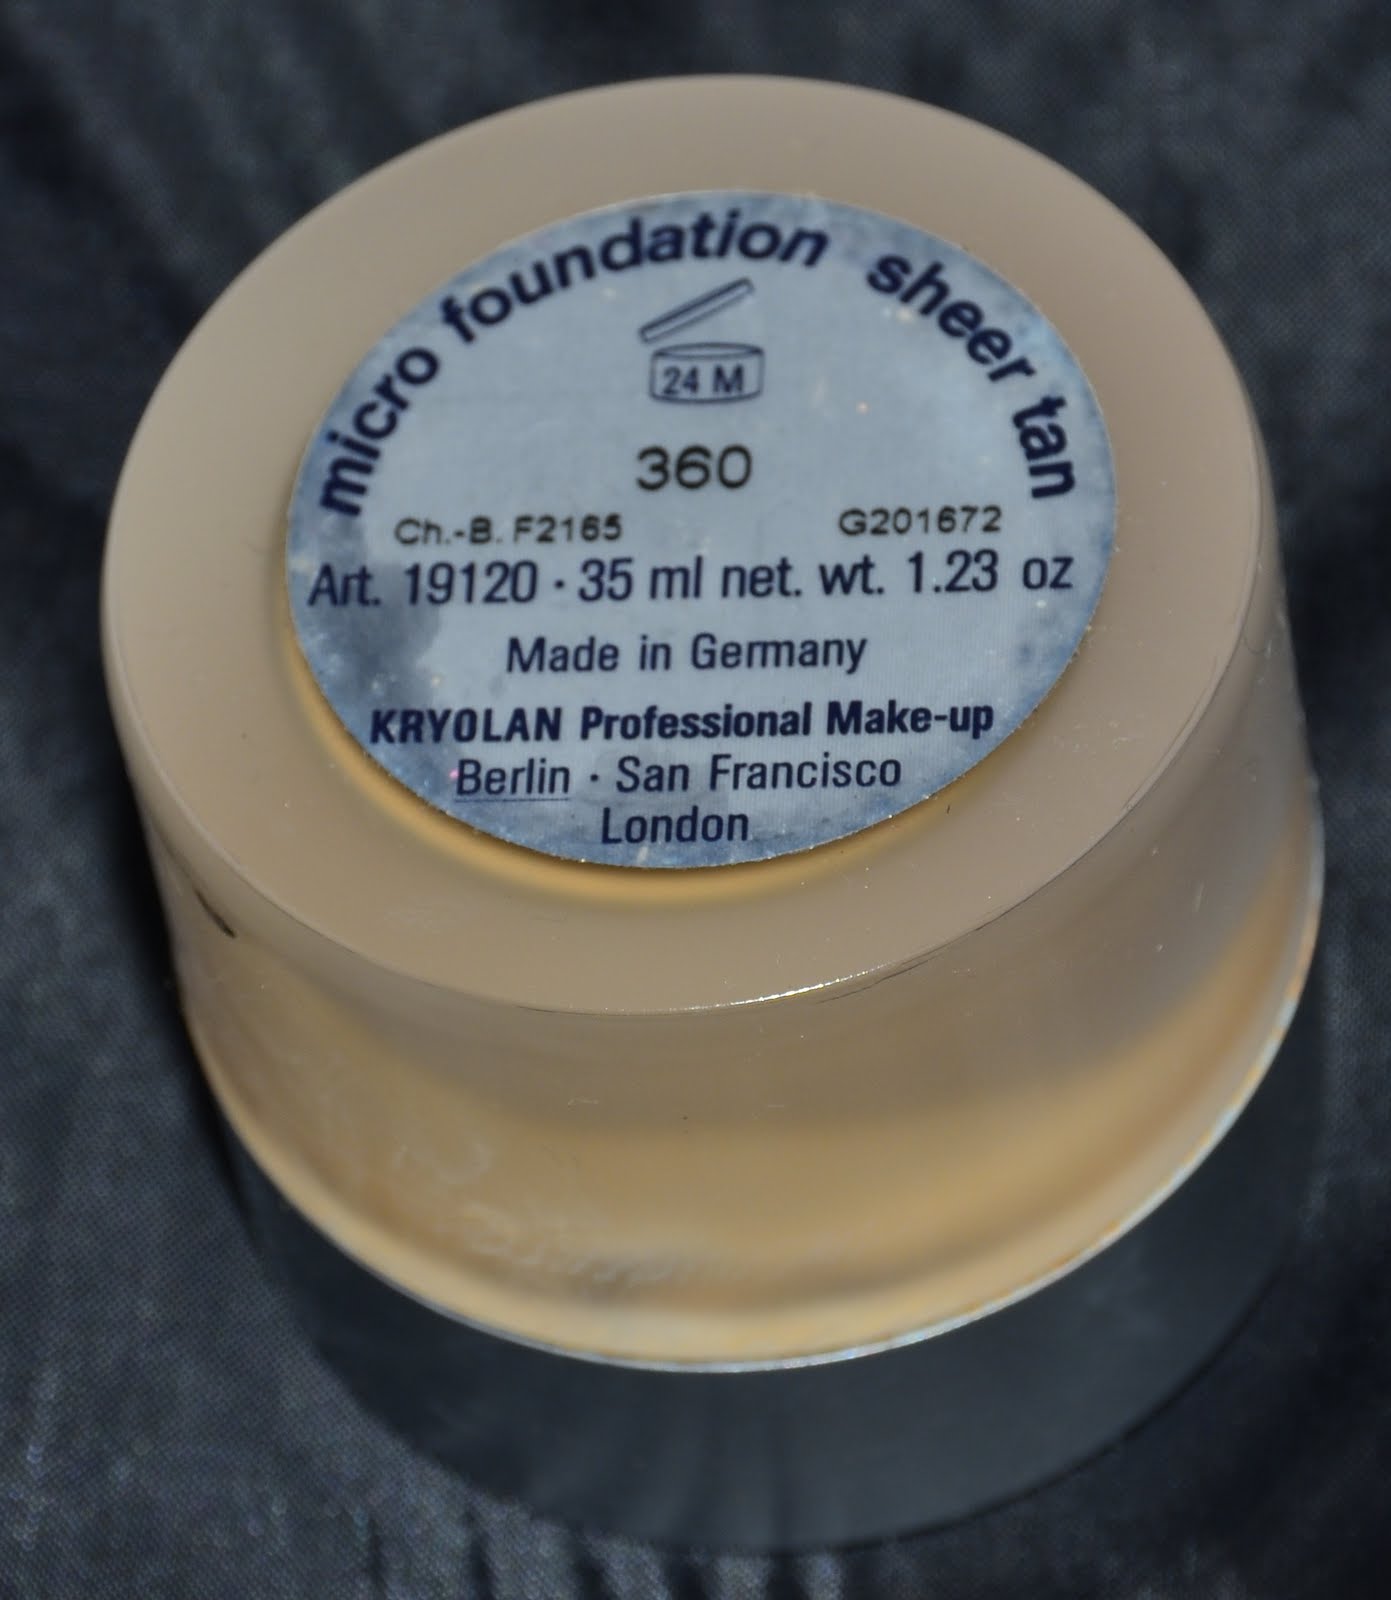 micro foundation sheer tan
24 M
360
Ch.-B. F2165 G201672
Art. 19120 · 35 ml net. wt. 1.23 oz
Made in Germany
KRYOLAN Professional Make-up
Berlin · San Francisco
London